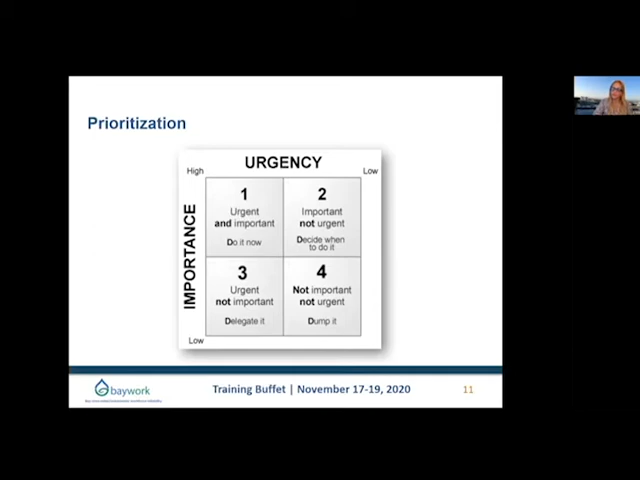 Prioritization
URGENCY
High
Low
IMPORTANCE
1
Urgent
and important
Do it now
2
Important
not urgent
Decide when
to do it
3
Urgent
not important
Delegate it
4
Not important
not urgent
Dump it
Low
baywork
Training Buffet | November 17-19, 2020
11